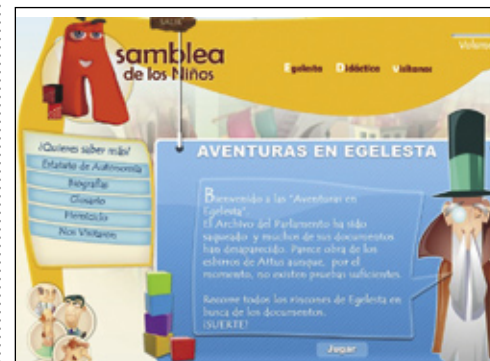 SALIR
Asamblea
de los Niños
Egelesta Didáctica Visítanos
¿Quieres saber más?
Estatuto de Autonomía
Biografías
Glosario
Hemiciclo
Nos Visitaron
AVENTURAS EN EGELESTA
Bienvenido a las "Aventuras en
Egelesta".
El Archivo del Parlamento ha sido
saqueado y muchos de sus documentos
han desaparecido. Parece obra de los
esbirros de Attus aunque, por el
momento, no existen pruebas suficientes.
Recorre todos los rincones de Egelesta en
busca de los documentos.
¡SUERTE!
Jugar